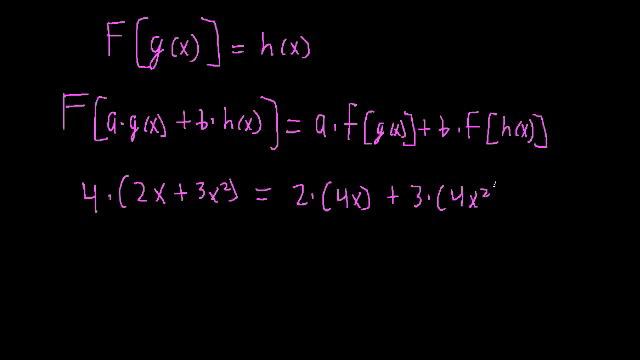 F[g(x)] = h(x)
F[a·g(x) + b·h(x)] = a·F[g(x)] + b·F[h(x)]
4·(2x + 3x²) = 2·(4x) + 3·(4x²